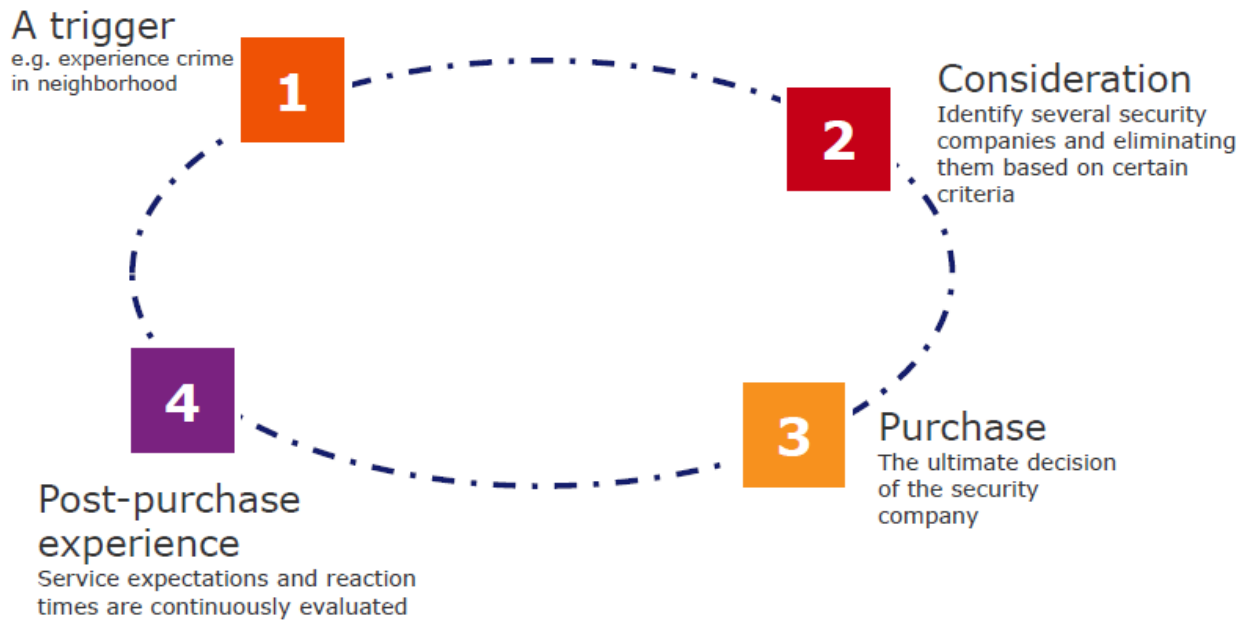 A trigger
e.g. experience crime
in neighborhood
1
2
Consideration
Identify several security
companies and eliminating
them based on certain
criteria
3
Purchase
The ultimate decision
of the security
company
4
Post-purchase
experience
Service expectations and reaction
times are continuously evaluated